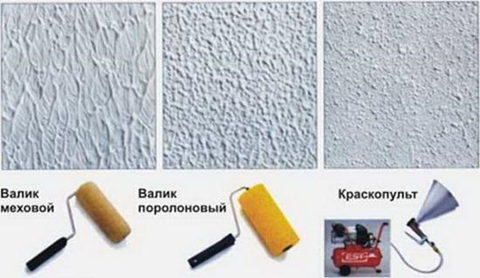 Валик
меховой
Валик
поролоновый
Краскопульт